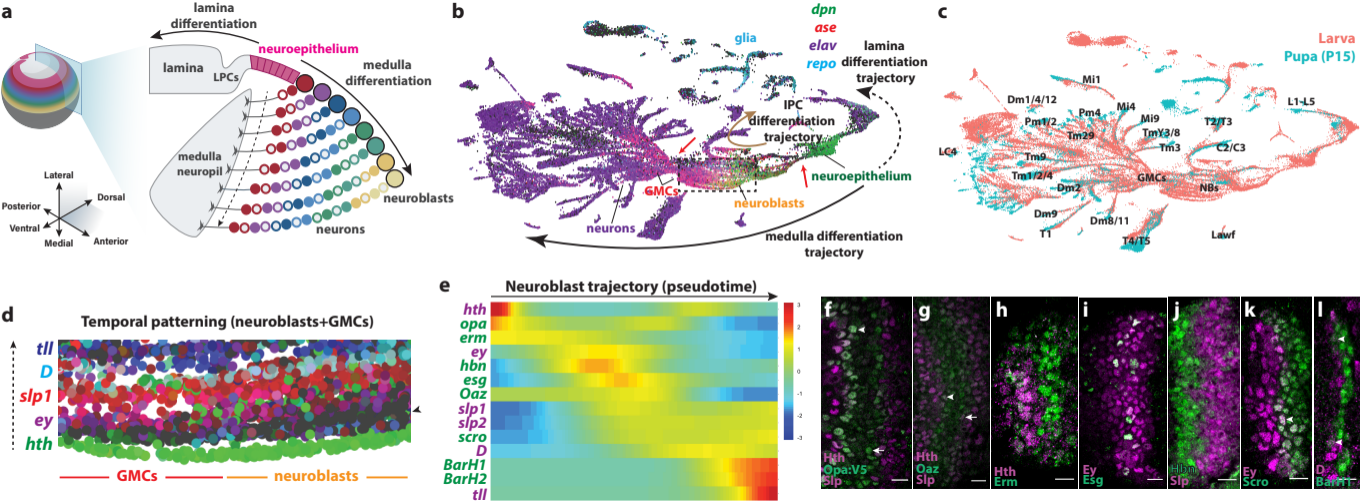 a
lamina
differentiation
neuroepithelium
lamina
LPCs
medulla
differentiation
medulla
neuropil
neuroblasts
neurons
Lateral
Dorsal
Posterior
Ventral
Medial
Anterior
b
dpn
ase
elav
repo
glia
lamina
differentiation
trajectory
IPC
differentiation
trajectory
GMCs
neuroepithelium
neuroblasts
neurons
medulla differentiation
trajectory
c
Larva
Pupa (P15)
Mi1
Dm1/4/12
Pm4
Mi4
L1-L5
Pm1/2
Mi9
T2/T3
Tm29
TmY3/8
Tm3
LC4
C2/C3
Tm9
Tm1/2/4
GMCs
NBs
Dm2
Dm9
Dm8/11
T1
T4/T5
Lawf
d
Temporal patterning (neuroblasts+GMCs)
tll
D
slp1
ey
hth
GMCs
neuroblasts
e
Neuroblast trajectory (pseudotime)
hth
opa
erm
ey
hbn
esg
Oaz
slp1
slp2
scro
D
BarH1
BarH2
tll
3
2
1
0
-1
-2
-3
f
Hth
Opa:V5
Slp
g
Hth
Oaz
Slp
h
Hth
Erm
i
Ey
Esg
j
Hbn
Slp
k
Ey
Scro
l
D
BarH1